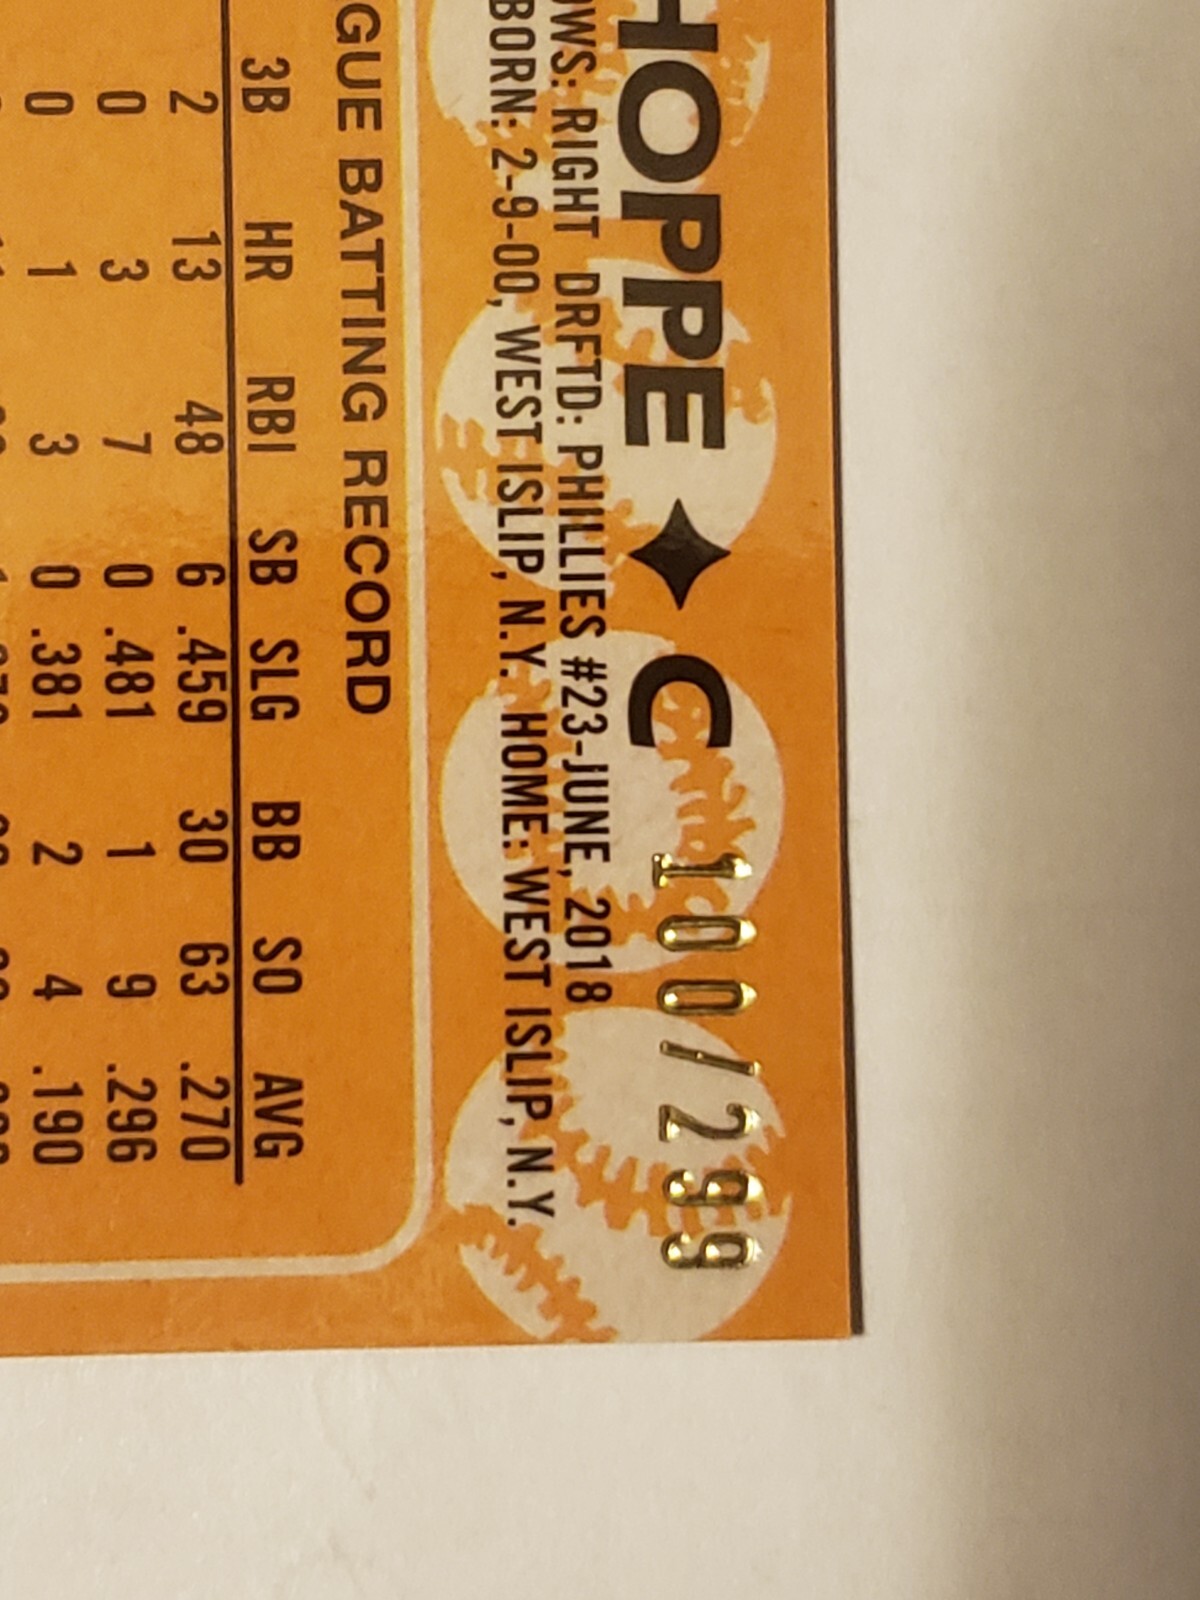 HOPPE ✦ C 100/299
OWS: RIGHT DRFTD: PHILLIES #23-JUNE, 2018
BORN: 2-9-00, WEST ISLIP, N.Y. HOME: WEST ISLIP, N.Y.
GUE BATTING RECORD
3B HR RBI SB SLG BB SO AVG
2 13 48 6 .459 30 63 .270
0 3 7 0 .481 1 9 .296
0 1 3 0 .381 2 4 .190